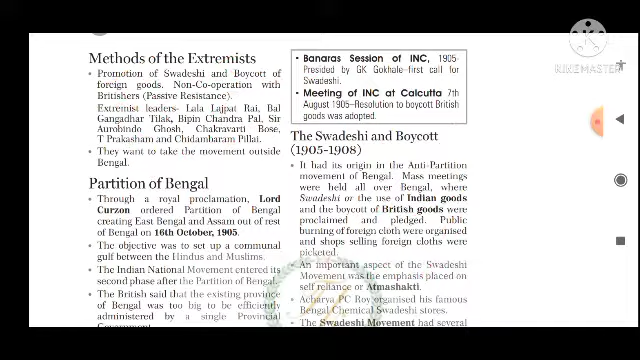 Methods of the Extremists
• Promotion of Swadeshi and Boycott of
foreign goods. Non-Co-operation with
Britishers (Passive Resistance).
Extremist leaders- Lala Lajpat Rai, Bal
Gangadhar Tilak, Bipin Chandra Pal, Sir
Aurobindo Ghosh, Chakravarti Bose,
T Prakasham and Chidambaram Pillai.
• They want to take the movement outside
Bengal.
Partition of Bengal
• Through a royal proclamation, Lord
Curzon ordered Partition of Bengal
creating East Bengal and Assam out of rest
of Bengal on 16th October, 1905.
• The objective was to set up a communal
gulf between the Hindus and Muslims.
• The Indian National Movement entered its
second phase after the Partition of Bengal.
• The British said that the existing province
of Bengal was too big to be efficiently
administered by a single Provincial
Government
• Banaras Session of INC, 1905-
Presided by GK Gokhale-first call for
Swadeshi.
• Meeting of INC at Calcutta 7th
August 1905- Resolution to boycott British
goods was adopted.
The Swadeshi and Boycott
(1905-1908)
• It had its origin in the Anti-Partition
movement of Bengal. Mass meetings
were held all over Bengal, where
Swadeshi or the use of Indian goods
and the boycott of British goods were
proclaimed and pledged. Public
burning of foreign cloth were organised
and shops selling foreign cloths were
picketed.
• An important aspect of the Swadeshi
Movement was the emphasis placed on
self reliance or Atmashakti.
• Acharya PC Roy organised his famous
Bengal Chemical Swadeshi stores.
• The Swadeshi Movement had several
KINEMASTER